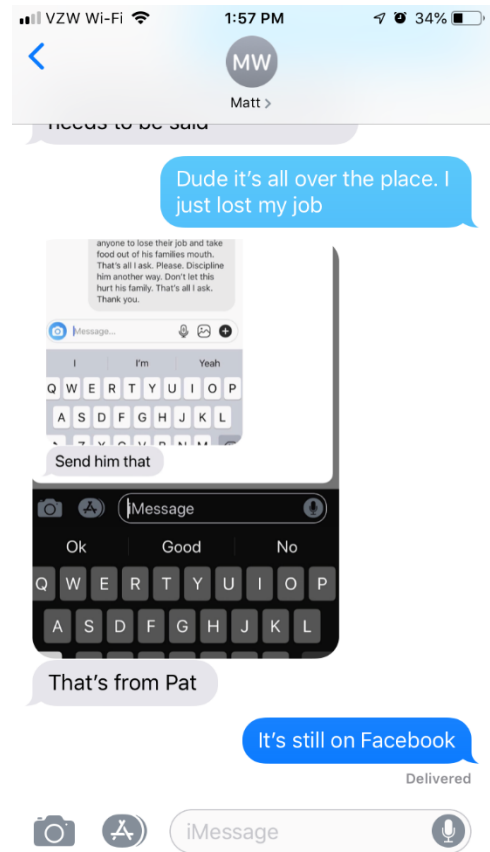 VZW Wi-Fi 1:57 PM 34%
MW
Matt >
needs to be said
Dude it's all over the place. I
just lost my job
anyone to lose their job and take
food out of his families mouth.
That's all I ask. Please. Discipline
him another way. Don't let this
hurt his family. That's all I ask.
Thank you.
Message...
I I'm Yeah
Q W E R T Y U I O P
A S D F G H J K L
Z X C V B N M
Send him that
iMessage
Ok Good No
Q W E R T Y U I O P
A S D F G H J K L
That's from Pat
It's still on Facebook
Delivered
iMessage